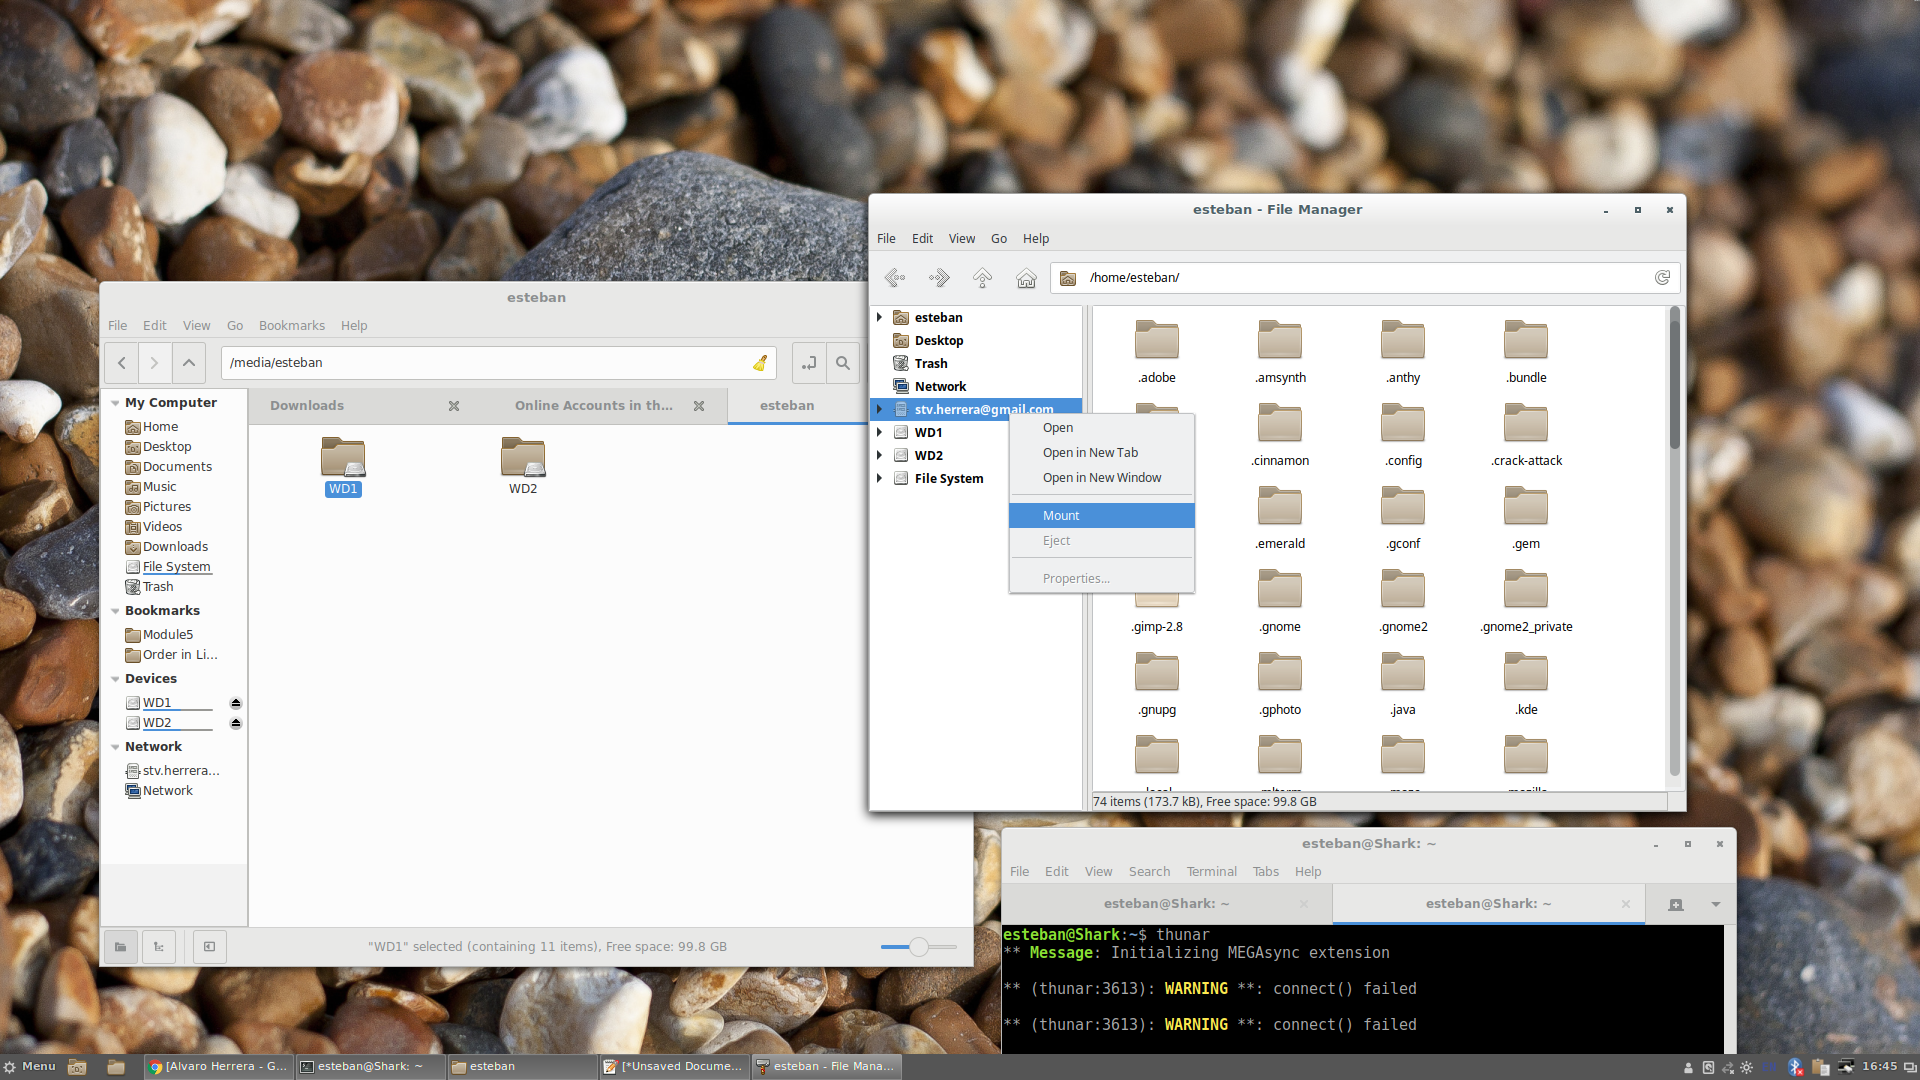 esteban
File Edit View Go Bookmarks Help
/media/esteban
My Computer
Home
Desktop
Documents
Music
Pictures
Videos
Downloads
File System
Trash
Bookmarks
Module5
Order in Li...
Devices
WD1
WD2
Network
stv.herrera...
Network
Downloads
Online Accounts in th...
esteban
WD1
WD2
"WD1" selected (containing 11 items), Free space: 99.8 GB
esteban - File Manager
File Edit View Go Help
/home/esteban/
esteban
Desktop
Trash
Network
stv.herrera@gmail.com
WD1
WD2
File System
Open
Open in New Tab
Open in New Window
Mount
Eject
Properties...
.adobe .amsynth .anthy .bundle
.cinnamon .config .crack-attack
.emerald .gconf .gem
.gimp-2.8 .gnome .gnome2 .gnome2_private
.gnupg .gphoto .java .kde
74 items (173.7 kB), Free space: 99.8 GB
esteban@Shark: ~
File Edit View Search Terminal Tabs Help
esteban@Shark: ~ esteban@Shark: ~
esteban@Shark:~$ thunar
** Message: Initializing MEGAsync extension
** (thunar:3613): WARNING **: connect() failed
** (thunar:3613): WARNING **: connect() failed
Menu
[Alvaro Herrera - G...
esteban@Shark: ~
esteban
[*Unsaved Docume...
esteban - File Mana...
16:45